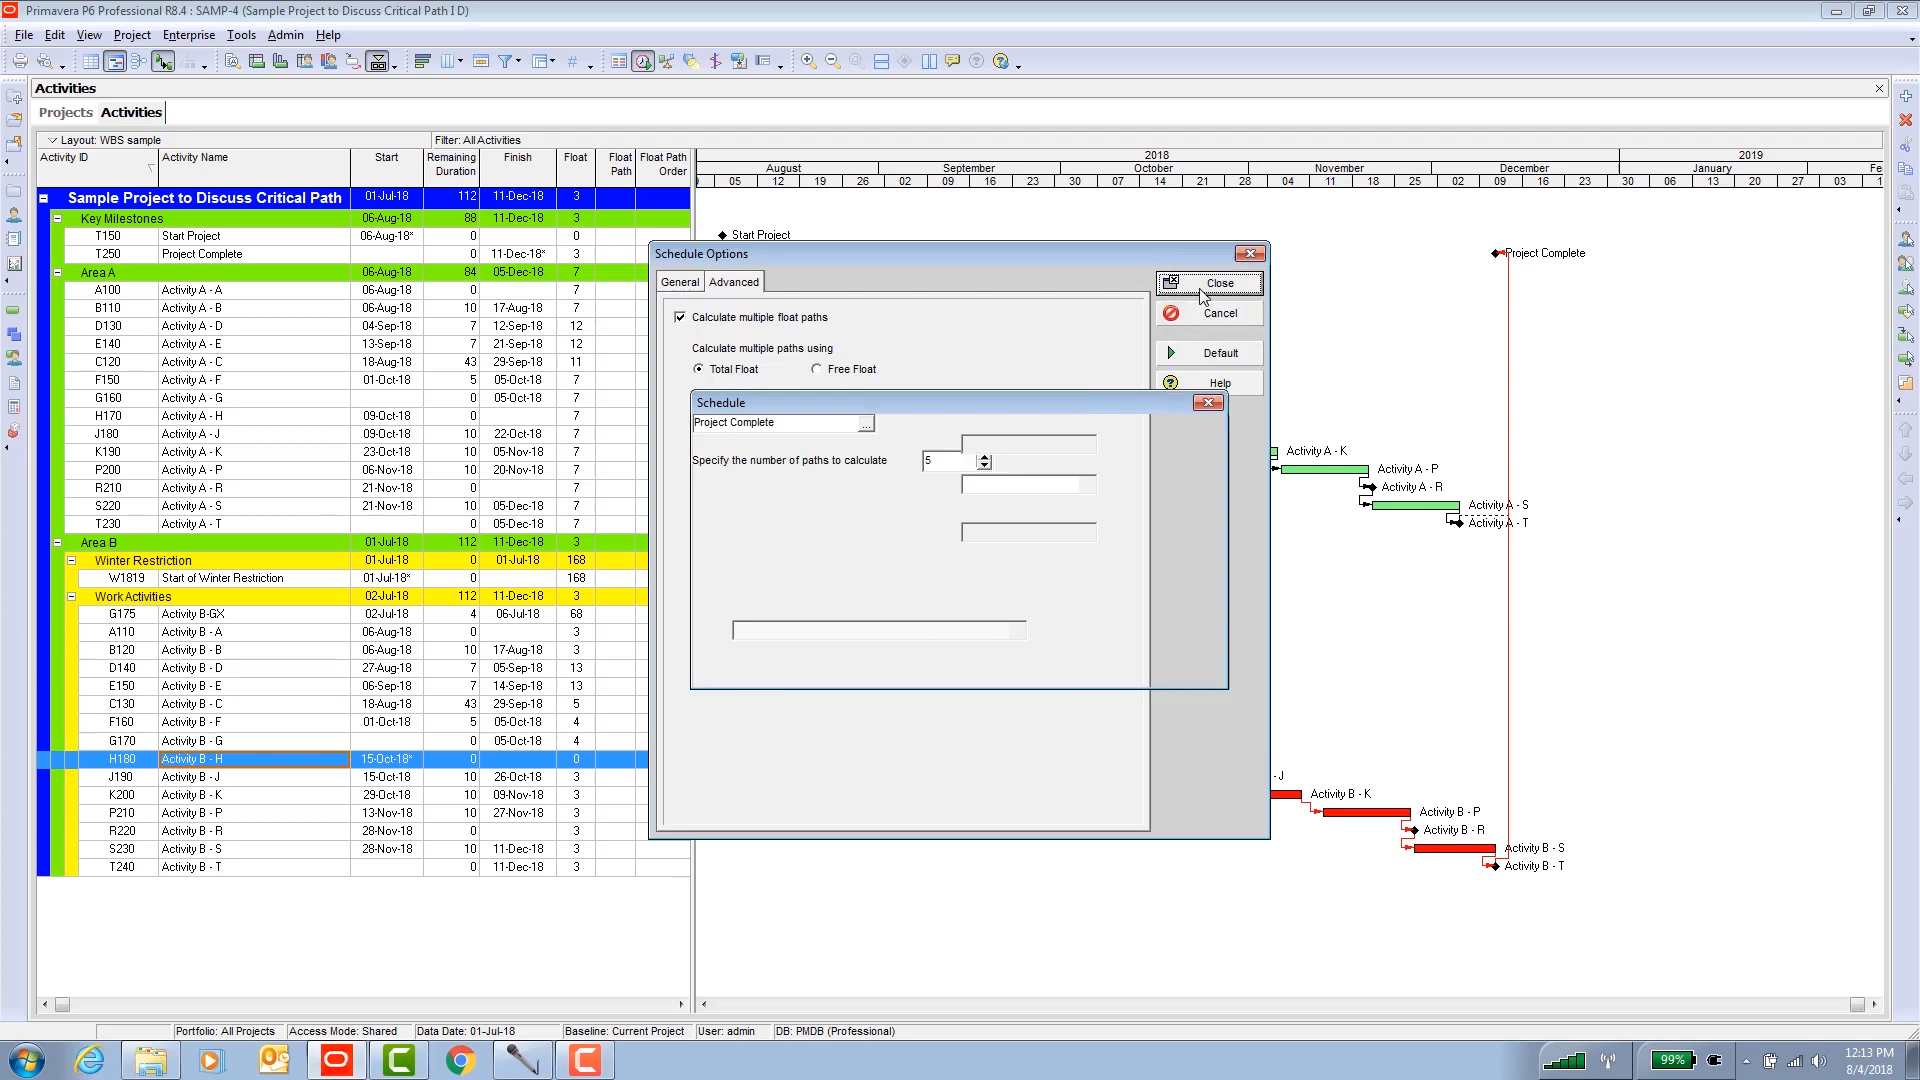 Primavera P6 Professional R8.4 : SAMP-4 (Sample Project to Discuss Critical Path I D)
File Edit View Project Enterprise Tools Admin Help
Activities
Projects Activities
Layout: WBS sample Filter: All Activities
Activity ID Activity Name Start Remaining Duration Finish Float Float Path Float Path Order
2018 2019
August September October November December January Fe
05 12 19 26 02 09 16 23 30 07 14 21 28 04 11 18 25 02 09 16 23 30 06 13 20 27 03 1
Sample Project to Discuss Critical Path 01-Jul-18 112 11-Dec-18 3
Key Milestones 06-Aug-18 88 11-Dec-18 3
T150 Start Project 06-Aug-18* 0 0
T250 Project Complete 0 11-Dec-18* 3
Area A 06-Aug-18 84 05-Dec-18 7
A100 Activity A - A 06-Aug-18 0 7
B110 Activity A - B 06-Aug-18 10 17-Aug-18 7
D130 Activity A - D 04-Sep-18 7 12-Sep-18 12
E140 Activity A - E 13-Sep-18 7 21-Sep-18 12
C120 Activity A - C 18-Aug-18 43 29-Sep-18 11
F150 Activity A - F 01-Oct-18 5 05-Oct-18 7
G160 Activity A - G 0 05-Oct-18 7
H170 Activity A - H 09-Oct-18 0 7
J180 Activity A - J 09-Oct-18 10 22-Oct-18 7
K190 Activity A - K 23-Oct-18 10 05-Nov-18 7
P200 Activity A - P 06-Nov-18 10 20-Nov-18 7
R210 Activity A - R 21-Nov-18 0 7
S220 Activity A - S 21-Nov-18 10 05-Dec-18 7
T230 Activity A - T 0 05-Dec-18 7
Area B 01-Jul-18 112 11-Dec-18 3
Winter Restriction 01-Jul-18 0 01-Jul-18 168
W1819 Start of Winter Restriction 01-Jul-18* 0 168
Work Activities 02-Jul-18 112 11-Dec-18 3
G175 Activity B-GX 02-Jul-18 4 06-Jul-18 68
A110 Activity B - A 06-Aug-18 0 3
B120 Activity B - B 06-Aug-18 10 17-Aug-18 3
D140 Activity B - D 27-Aug-18 7 05-Sep-18 13
E150 Activity B - E 06-Sep-18 7 14-Sep-18 13
C130 Activity B - C 18-Aug-18 43 29-Sep-18 5
F160 Activity B - F 01-Oct-18 5 05-Oct-18 4
G170 Activity B - G 0 05-Oct-18 4
H180 Activity B - H 15-Oct-18* 0 0
J190 Activity B - J 15-Oct-18 10 26-Oct-18 3
K200 Activity B - K 29-Oct-18 10 09-Nov-18 3
P210 Activity B - P 13-Nov-18 10 27-Nov-18 3
R220 Activity B - R 28-Nov-18 0 3
S230 Activity B - S 28-Nov-18 10 11-Dec-18 3
T240 Activity B - T 0 11-Dec-18 3
Start Project
Project Complete
Schedule Options
General Advanced
Close
Calculate multiple float paths
Cancel
Calculate multiple paths using
Default
Total Float Free Float
Help
Schedule
Project Complete ...
Specify the number of paths to calculate 5
Activity A - K
Activity A - P
Activity A - R
Activity A - S
Activity A - T
- J
Activity B - K
Activity B - P
Activity B - R
Activity B - S
Activity B - T
Portfolio: All Projects Access Mode: Shared Data Date: 01-Jul-18 Baseline: Current Project User: admin DB: PMDB (Professional)
99%
12:13 PM
8/4/2018